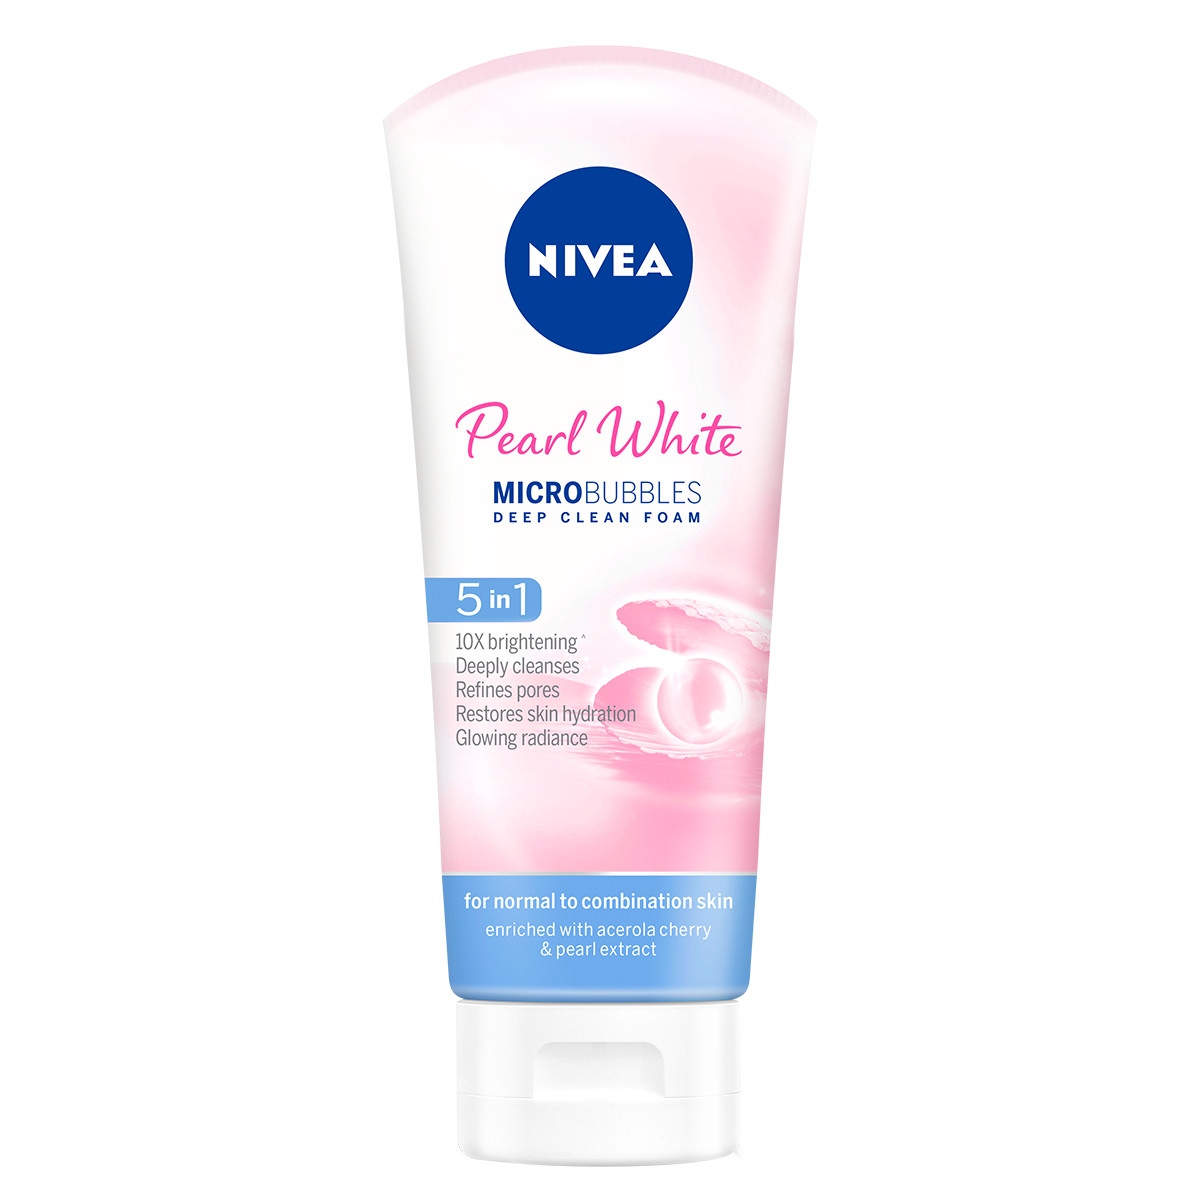 NIVEA
Pearl White
MICROBUBBLES
DEEP CLEAN FOAM
5 in 1
10X brightening^
Deeply cleanses
Refines pores
Restores skin hydration
Glowing radiance
for normal to combination skin
enriched with acerola cherry
& pearl extract